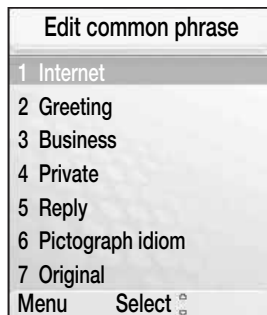 Edit common phrase
1 Internet
2 Greeting
3 Business
4 Private
5 Reply
6 Pictograph idiom
7 Original
Menu Select